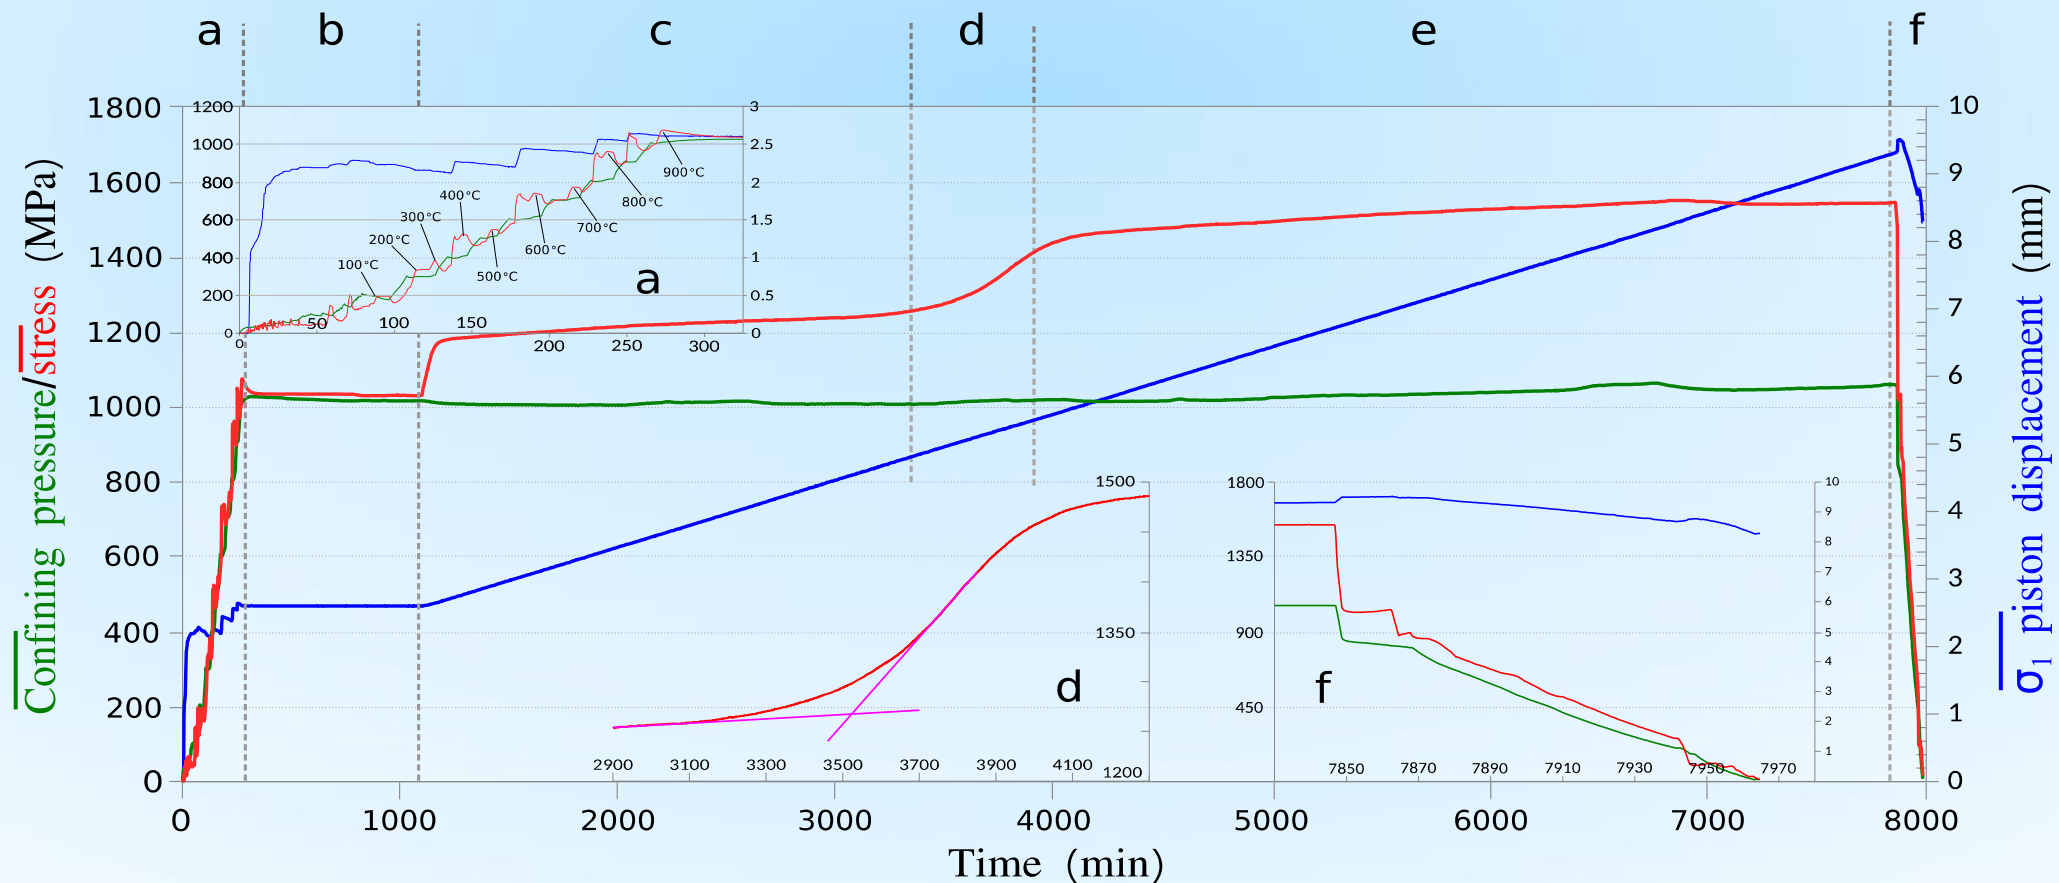 a b c d e f
Confining pressure/stress (MPa)
1800
1600
1400
1200
1000
800
600
400
200
0
1200 3
1000 2.5
800 2
600 1.5
400 1
200 0.5
0 0
100°C
200°C
300°C
400°C
500°C
600°C
700°C
800°C
900°C
a
0 50 100 150 200 250 300
1500
1350
1200
d
2900 3100 3300 3500 3700 3900 4100
1800
1350
900
450
f
7850 7870 7890 7910 7930 7950 7970
10
9
8
7
6
5
4
3
2
1
10
9
8
7
6
5
4
3
2
1
0
σ1 piston displacement (mm)
0 1000 2000 3000 4000 5000 6000 7000 8000
Time (min)